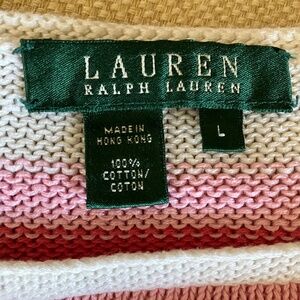 LAUREN
RALPH LAUREN
MADE IN
HONG KONG
L
100%
COTTON/
COTON